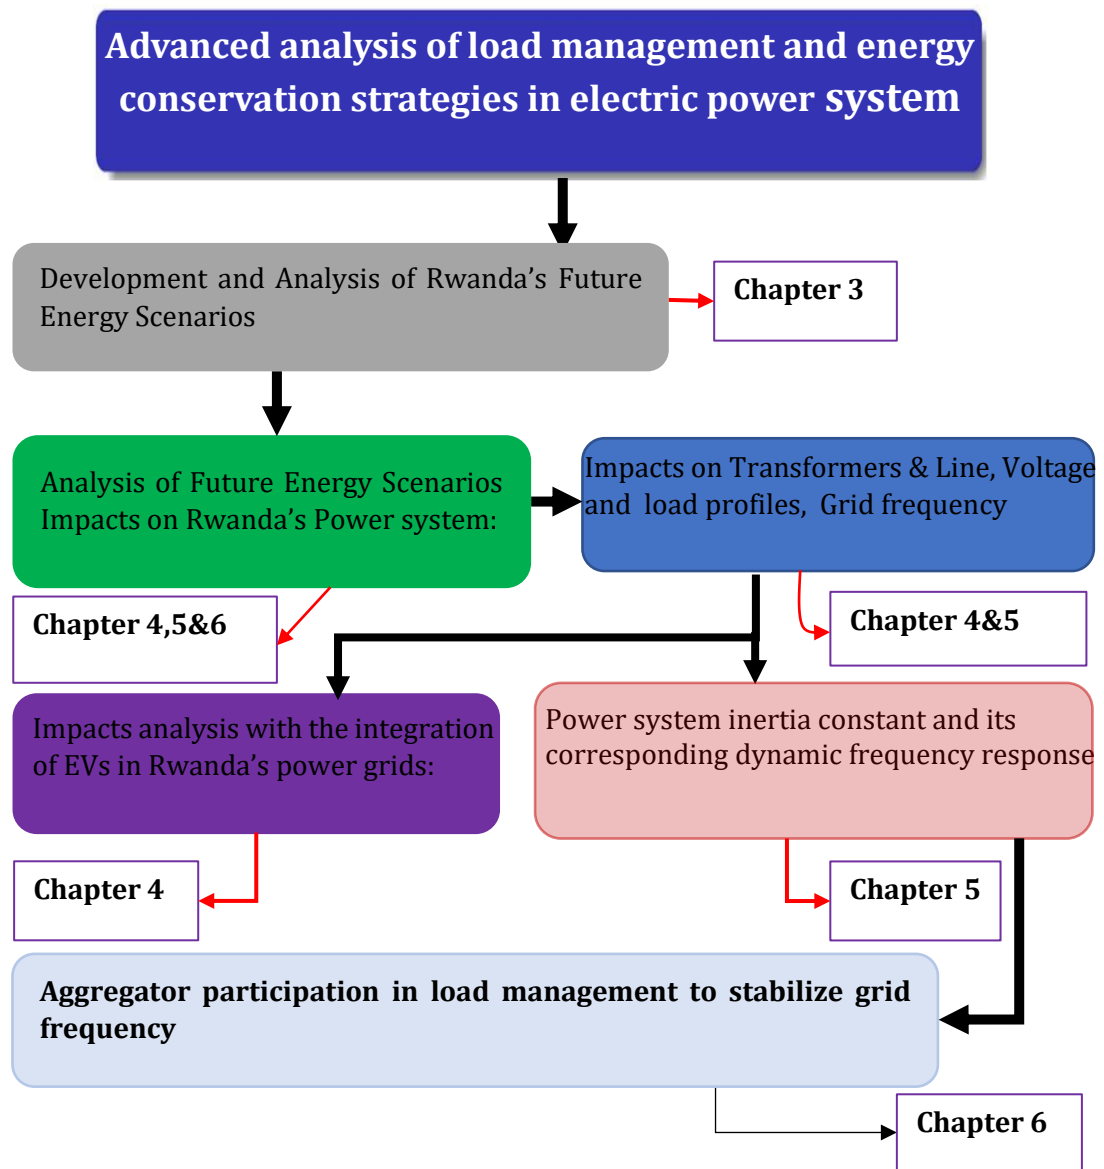 Advanced analysis of load management and energy
conservation strategies in electric power system
Development and Analysis of Rwanda’s Future
Energy Scenarios
Chapter 3
Analysis of Future Energy Scenarios
Impacts on Rwanda’s Power system:
Impacts on Transformers & Line, Voltage
and load profiles, Grid frequency
Chapter 4,5&6
Chapter 4&5
Impacts analysis with the integration
of EVs in Rwanda’s power grids:
Power system inertia constant and its
corresponding dynamic frequency response
Chapter 4
Chapter 5
Aggregator participation in load management to stabilize grid
frequency
Chapter 6